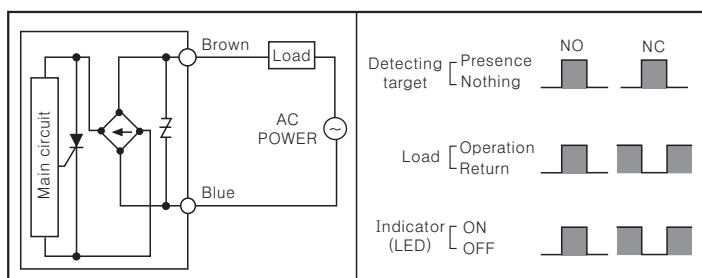 Main circuit
Brown
Load
AC
POWER
~
Blue
NO NC
Detecting target Presence
Nothing
Load Operation
Return
Indicator (LED) ON
OFF